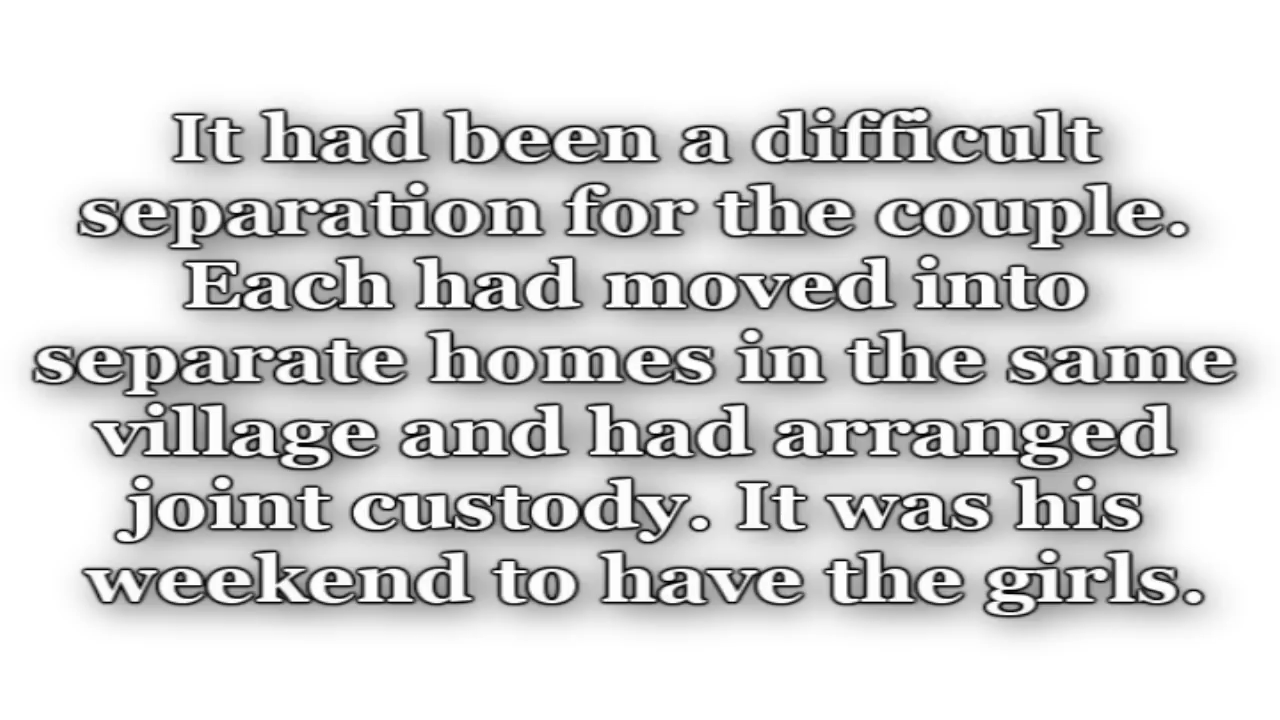 It had been a difficult
separation for the couple.
Each had moved into
separate homes in the same
village and had arranged
joint custody. It was his
weekend to have the girls.